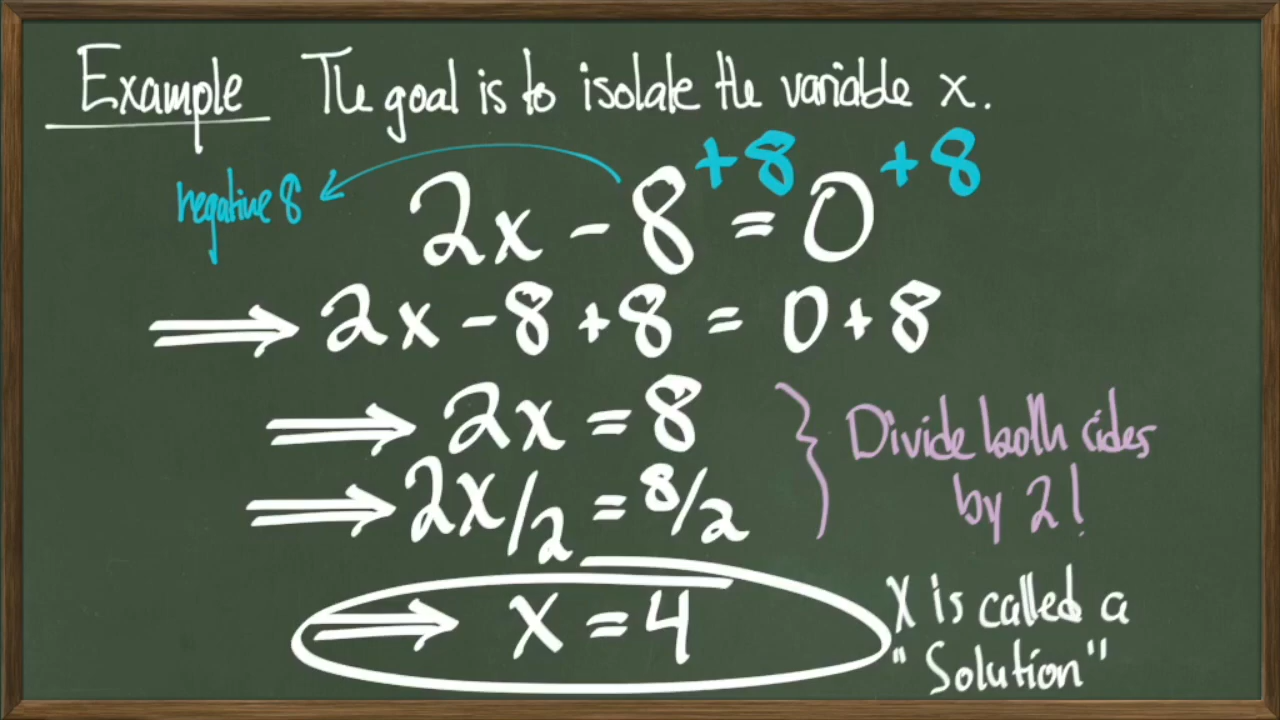 Example The goal is to isolate the variable x.
negative 8
+8 +8
2x - 8 = 0
⟹ 2x - 8 + 8 = 0 + 8
⟹ 2x = 8
⟹ 2x/2 = 8/2
Divide both sides
by 2!
⟹ x = 4
X is called a
"Solution"